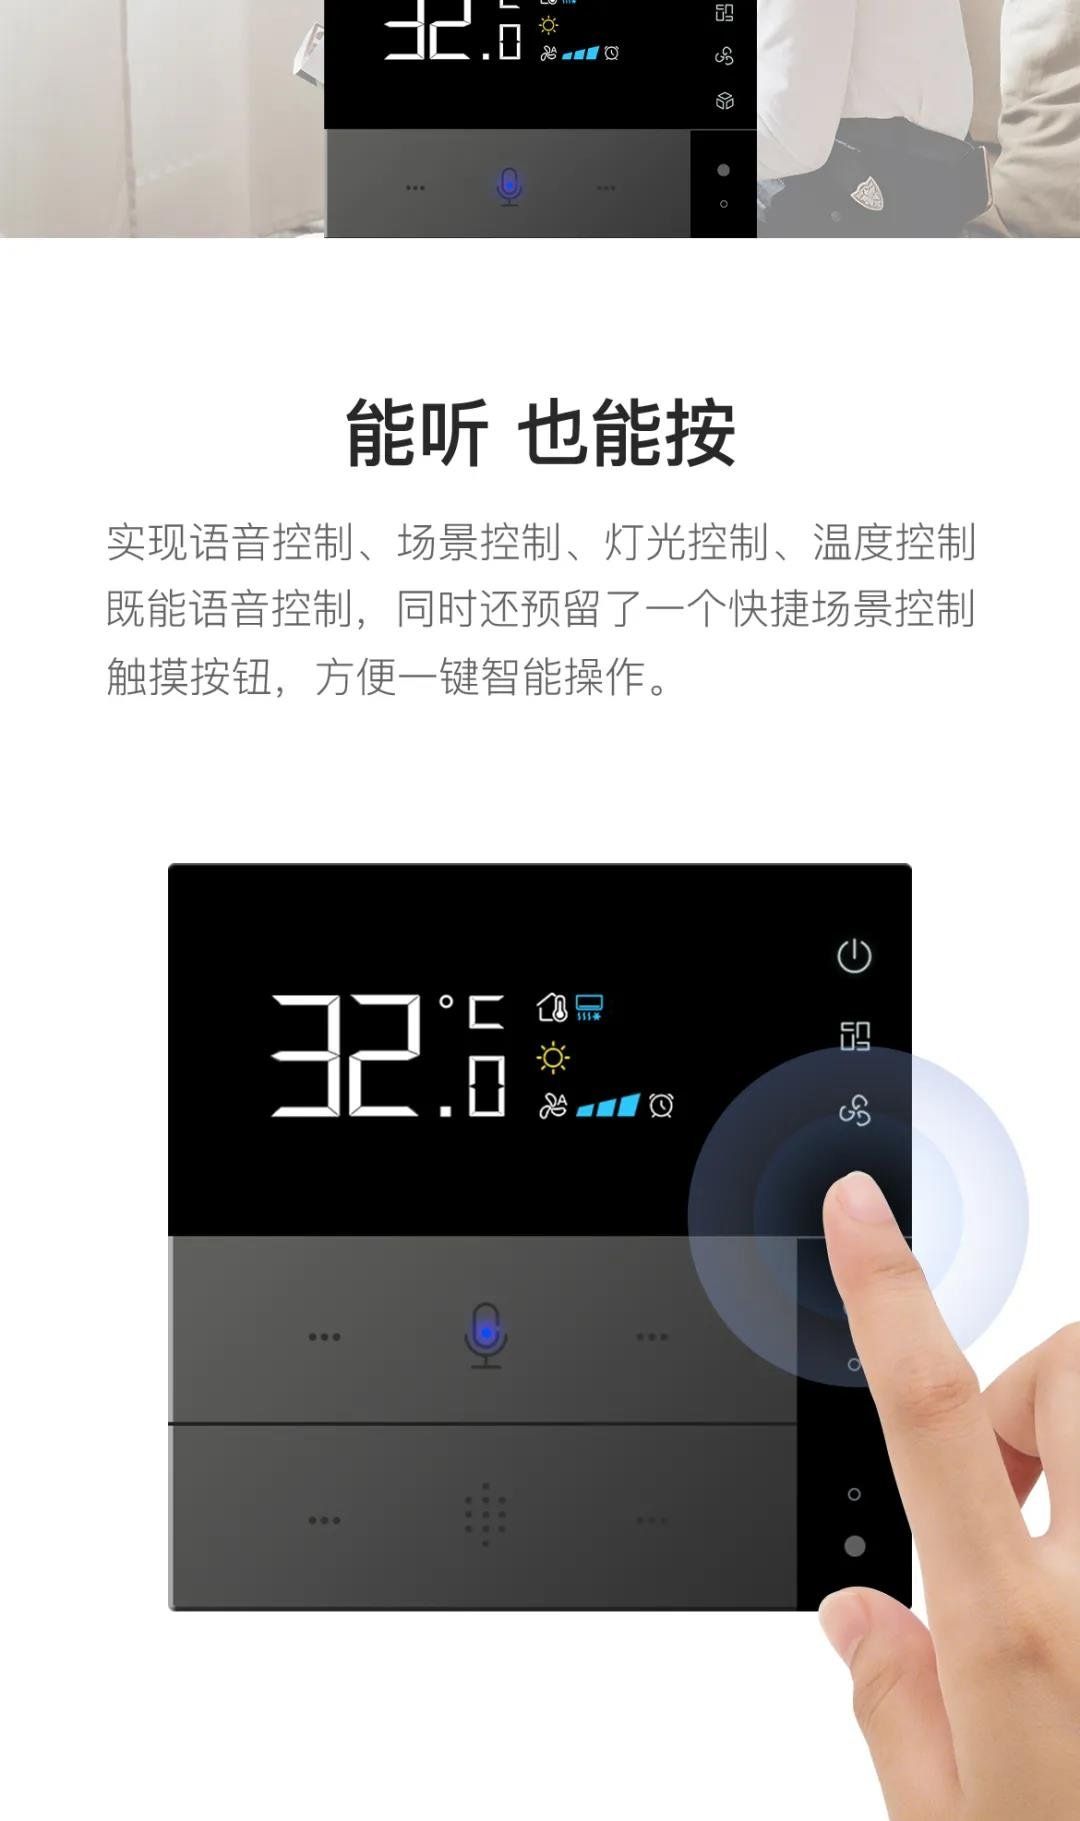 32.0
能听 也能按
实现语音控制、场景控制、灯光控制、温度控制
既能语音控制，同时还预留了一个快捷场景控制
触摸按钮，方便一键智能操作。
32.0
°C
A